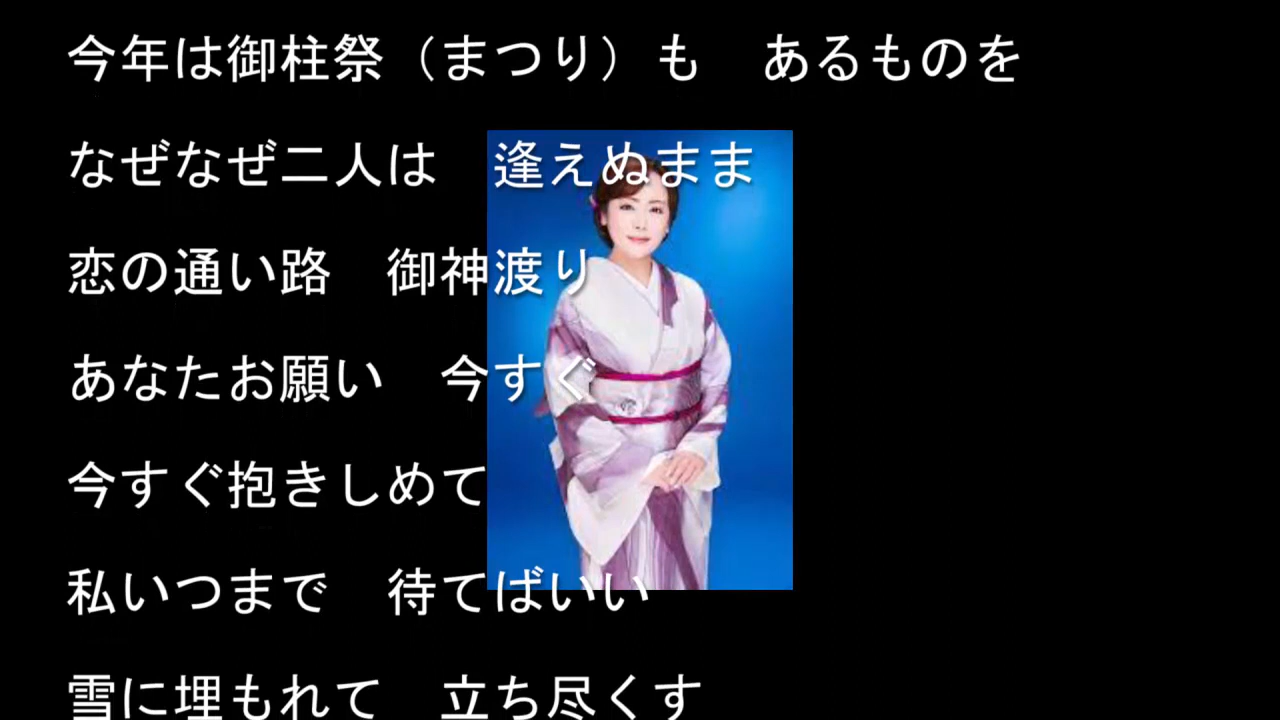 今年は御柱祭（まつり）も　あるものを
なぜなぜ二人は　逢えぬまま
恋の通い路　御神渡り
あなたお願い　今すぐ
今すぐ抱きしめて
私いつまで　待てばいい
雪に埋もれて　立ち尽くす